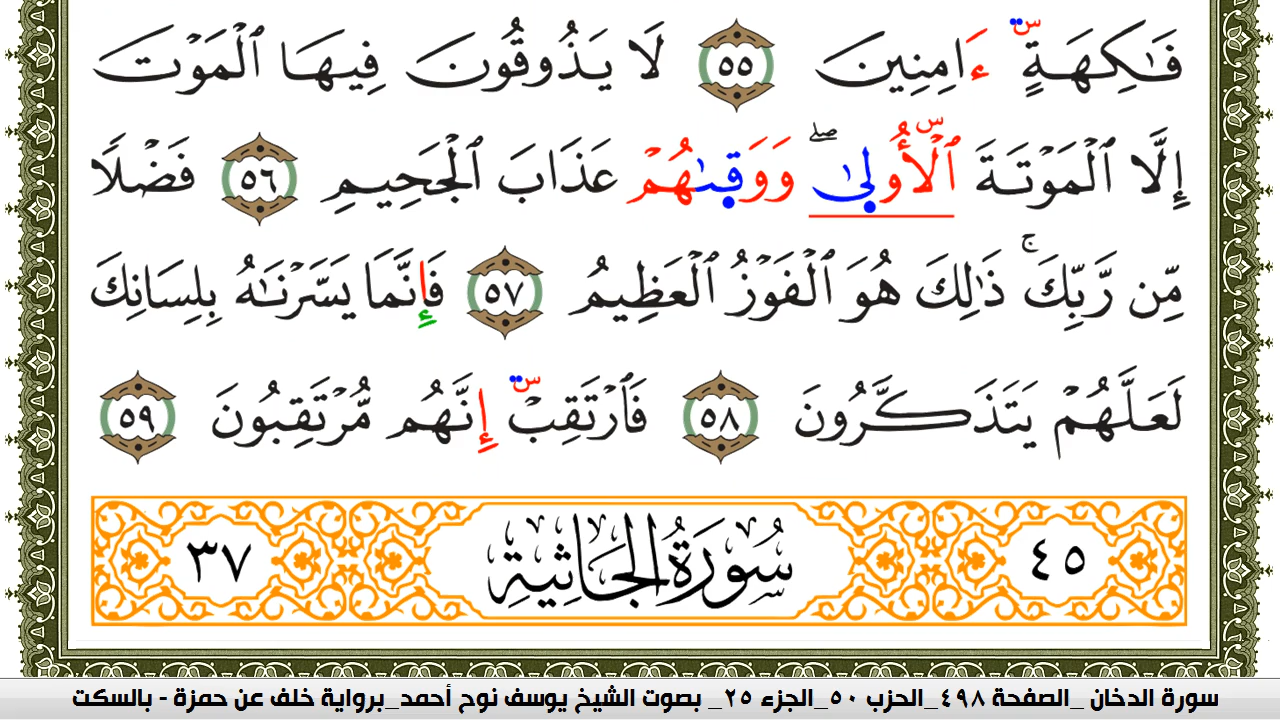 فَٰكِهَةٍ ءَامِنِينَ ٥٥ لَا يَذُوقُونَ فِيهَا ٱلْمَوْتَ
إِلَّا ٱلْمَوْتَةَ ٱلْأُولَىٰ ۖ وَوَقَىٰهُمْ عَذَابَ ٱلْجَحِيمِ ٥٦ فَضْلًا
مِّن رَّبِّكَ ۚ ذَٰلِكَ هُوَ ٱلْفَوْزُ ٱلْعَظِيمُ ٥٧ فَإِنَّمَا يَسَّرْنَٰهُ بِلِسَانِكَ
لَعَلَّهُمْ يَتَذَكَّرُونَ ٥٨ فَٱرْتَقِبْ إِنَّهُم مُّرْتَقِبُونَ ٥٩
٤٥ سُورَةُ الجَاثِيَةِ ٣٧
سورة الدخان _الصفحة ٤٩٨_الحزب ٥٠_الجزء ٢٥_ بصوت الشيخ يوسف نوح أحمد_برواية خلف عن حمزة - بالسكت